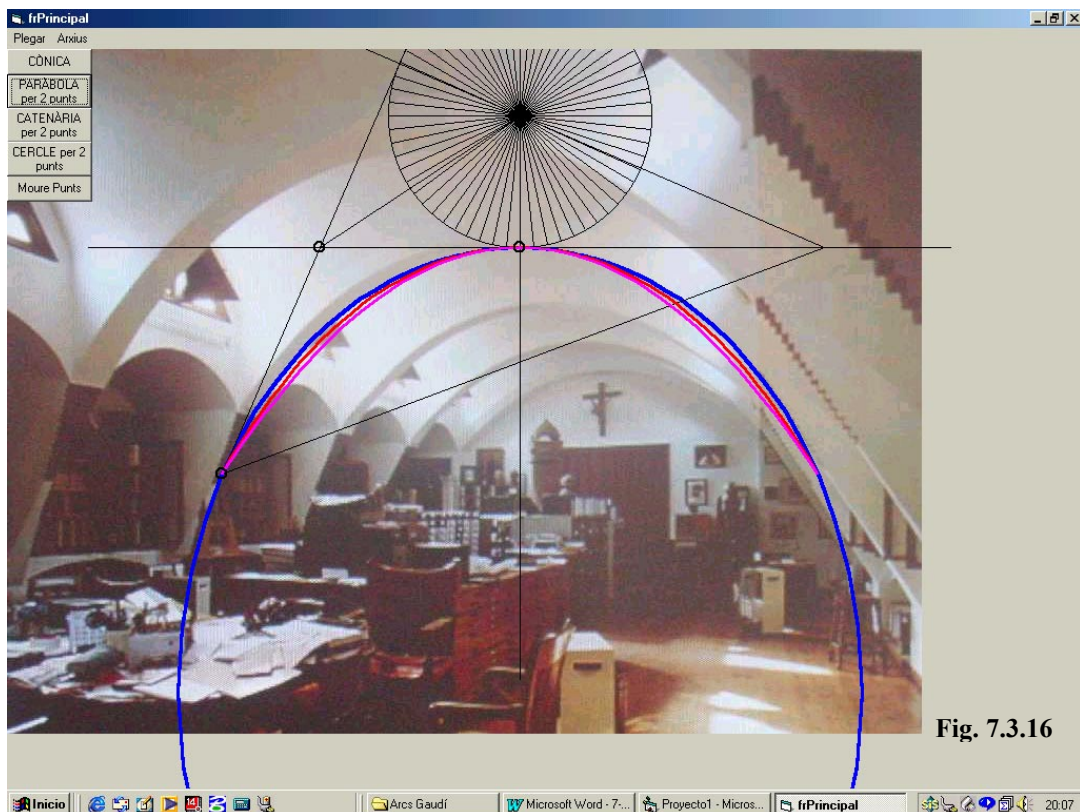 frPrincipal
Plegar Arxius
CÒNICA
PARÀBOLA
per 2 punts
CATENÀRIA
per 2 punts
CERCLE per 2
punts
Moure Punts
Fig. 7.3.16
Inicio
Arcs Gaudí
Microsoft Word - 7-...
Proyecto1 - Micros...
frPrincipal
20:07